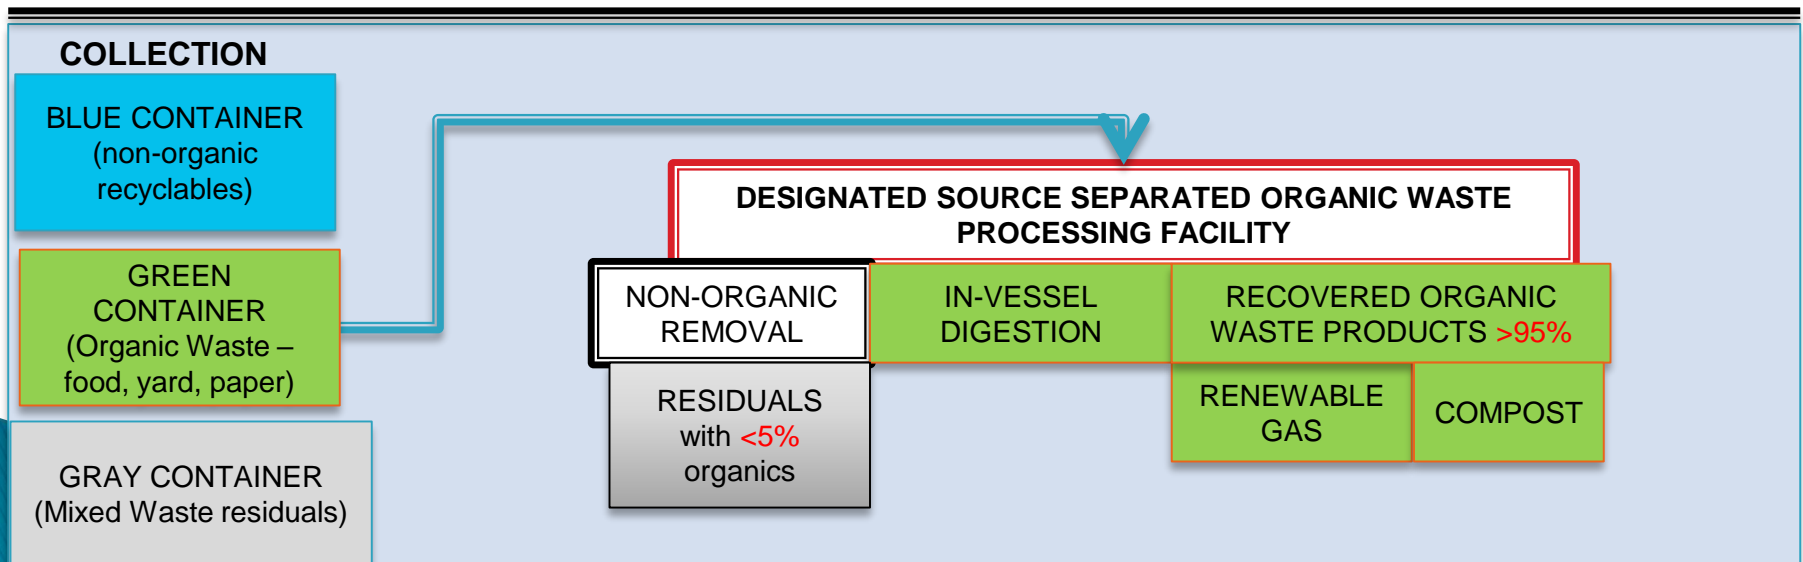 COLLECTION
BLUE CONTAINER
(non-organic
recyclables)
GREEN
CONTAINER
(Organic Waste –
food, yard, paper)
GRAY CONTAINER
(Mixed Waste residuals)
DESIGNATED SOURCE SEPARATED ORGANIC WASTE
PROCESSING FACILITY
NON-ORGANIC
REMOVAL
IN-VESSEL
DIGESTION
RECOVERED ORGANIC
WASTE PRODUCTS >95%
RESIDUALS
with <5%
organics
RENEWABLE
GAS
COMPOST